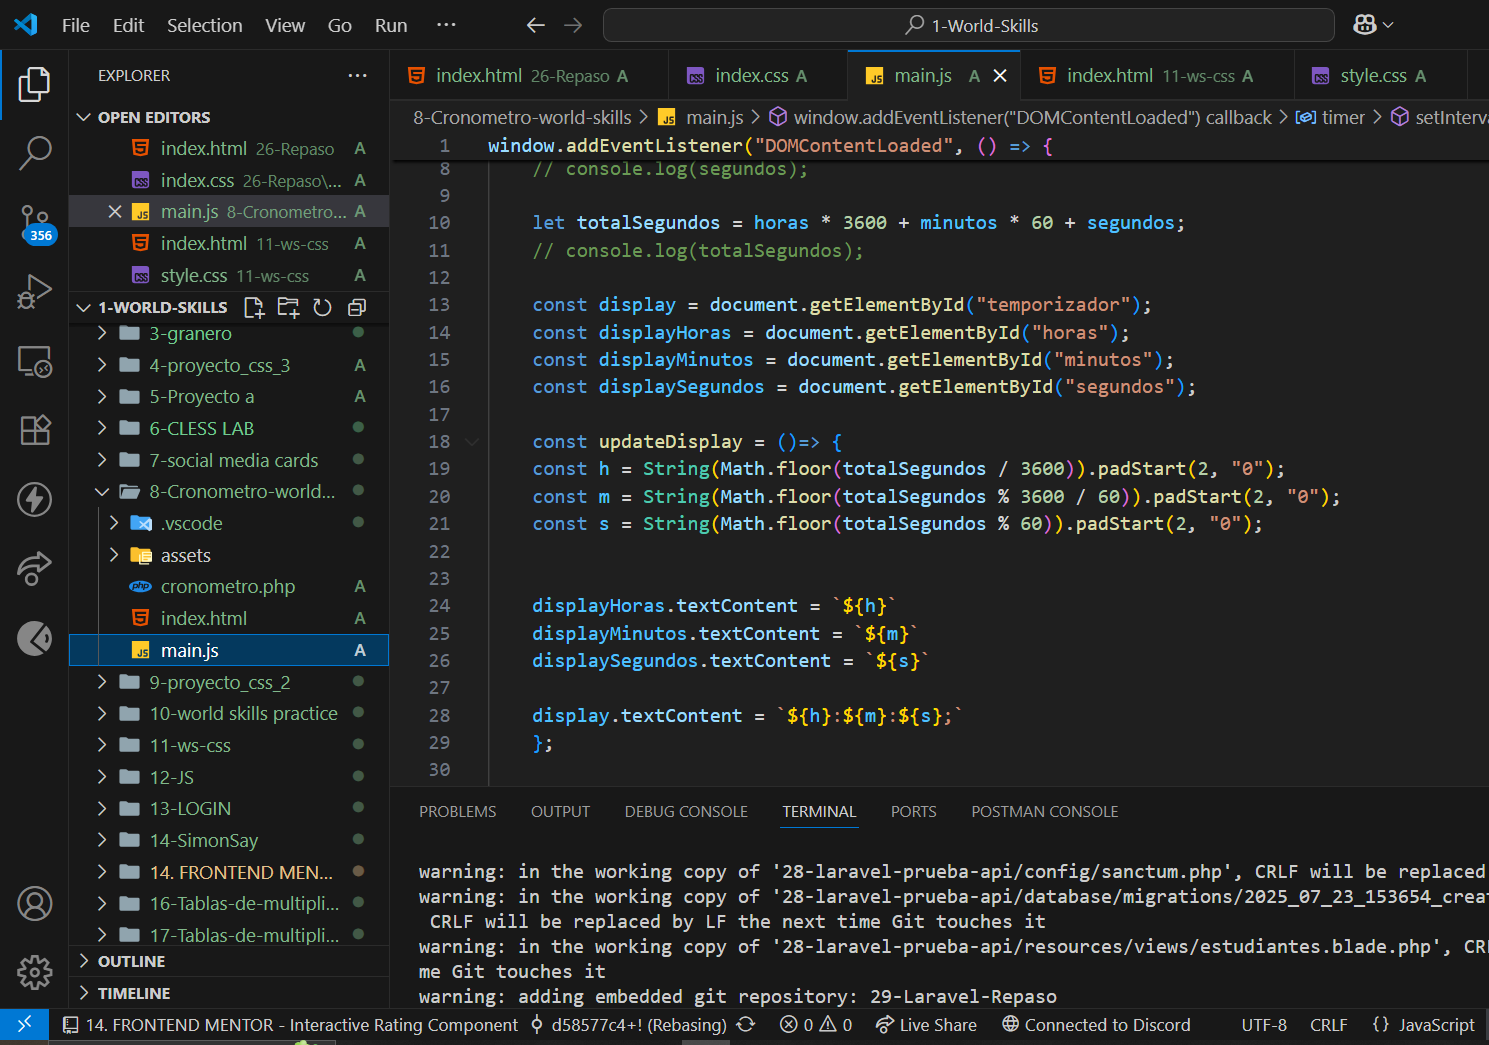 File Edit Selection View Go Run ···
1-World-Skills
EXPLORER ···
OPEN EDITORS
index.html 26-Repaso A
index.css 26-Repaso\... A
main.js 8-Cronometro... A
index.html 11-ws-css A
style.css 11-ws-css A
1-WORLD-SKILLS
3-granero
4-proyecto_css_3 A
5-Proyecto a A
6-CLESS LAB
7-social media cards
8-Cronometro-world...
.vscode
assets
cronometro.php A
index.html A
main.js A
9-proyecto_css_2
10-world skills practice
11-ws-css
12-JS
13-LOGIN
14-SimonSay
14. FRONTEND MEN...
16-Tablas-de-multipli...
17-Tablas-de-multipli...
OUTLINE
TIMELINE
356
index.html 26-Repaso A
index.css A
main.js A
index.html 11-ws-css A
style.css A
8-Cronometro-world-skills > main.js > window.addEventListener("DOMContentLoaded") callback > timer > setInterva
1 window.addEventListener("DOMContentLoaded", () => {
8 // console.log(segundos);
9
10 let totalSegundos = horas * 3600 + minutos * 60 + segundos;
11 // console.log(totalSegundos);
12
13 const display = document.getElementById("temporizador");
14 const displayHoras = document.getElementById("horas");
15 const displayMinutos = document.getElementById("minutos");
16 const displaySegundos = document.getElementById("segundos");
17
18 const updateDisplay = ()=> {
19 const h = String(Math.floor(totalSegundos / 3600)).padStart(2, "0");
20 const m = String(Math.floor(totalSegundos % 3600 / 60)).padStart(2, "0");
21 const s = String(Math.floor(totalSegundos % 60)).padStart(2, "0");
22
23
24 displayHoras.textContent = `${h}`
25 displayMinutos.textContent = `${m}`
26 displaySegundos.textContent = `${s}`
27
28 display.textContent = `${h}:${m}:${s};`
29 };
30
PROBLEMS OUTPUT DEBUG CONSOLE TERMINAL PORTS POSTMAN CONSOLE
warning: in the working copy of '28-laravel-prueba-api/config/sanctum.php', CRLF will be replaced
warning: in the working copy of '28-laravel-prueba-api/database/migrations/2025_07_23_153654_crea
CRLF will be replaced by LF the next time Git touches it
warning: in the working copy of '28-laravel-prueba-api/resources/views/estudiantes.blade.php', CR
me Git touches it
warning: adding embedded git repository: 29-Laravel-Repaso
14. FRONTEND MENTOR - Interactive Rating Component d58577c4+! (Rebasing) 0 0 Live Share Connected to Discord UTF-8 CRLF {} JavaScript